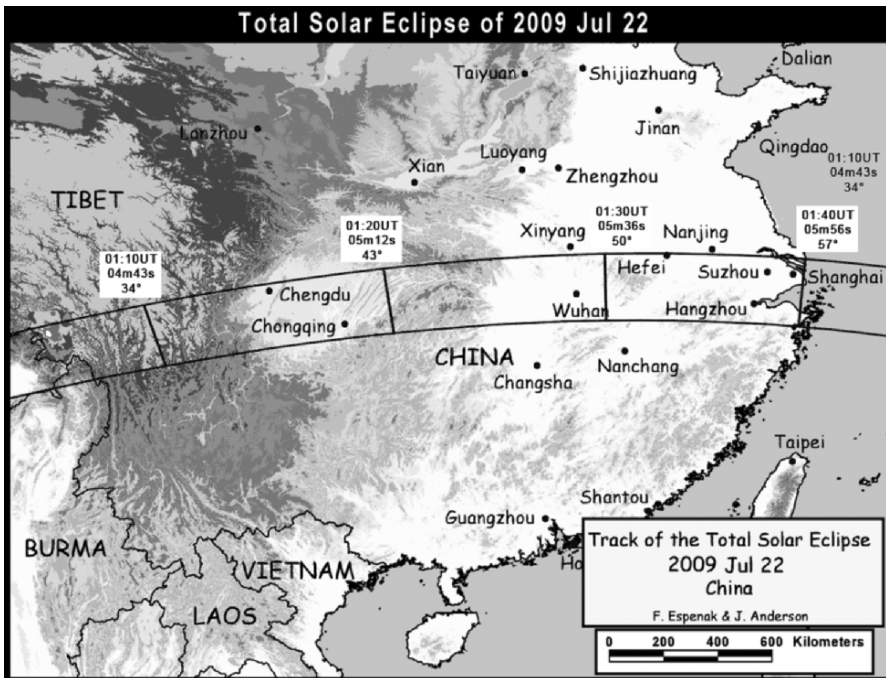 Total Solar Eclipse of 2009 Jul 22
Dalian
Taiyuan
Shijiazhuang
Jinan
Lanzhou
Qingdao
Luoyang
Xian
Zhengzhou
01:10UT
04m43s
34°
TIBET
01:20UT
05m12s
43°
01:30UT
05m36s
50°
01:40UT
05m56s
57°
Xinyang
Nanjing
01:10UT
04m43s
34°
Hefei
Suzhou
Shanghai
Chengdu
Wuhan
Hangzhou
Chongqing
CHINA
Nanchang
Changsha
Taipei
Shantou
Guangzhou
BURMA
VIETNAM
LAOS
Track of the Total Solar Eclipse
2009 Jul 22
China
F. Espenak & J. Anderson
0 200 400 600 Kilometers